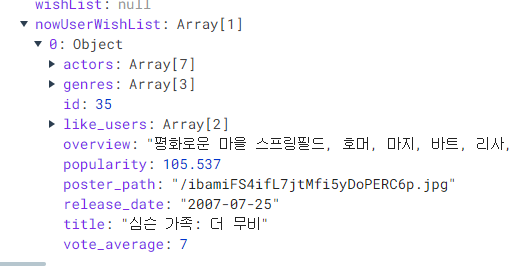 wishList: null
nowUserWishList: Array[1]
0: Object
actors: Array[7]
genres: Array[3]
id: 35
like_users: Array[2]
overview: "평화로운 마을 스프링필드, 호머, 마지, 바트, 리사,
popularity: 105.537
poster_path: "/ibamiFS4ifL7jtMfi5yDoPERC6p.jpg"
release_date: "2007-07-25"
title: "심슨 가족: 더 무비"
vote_average: 7